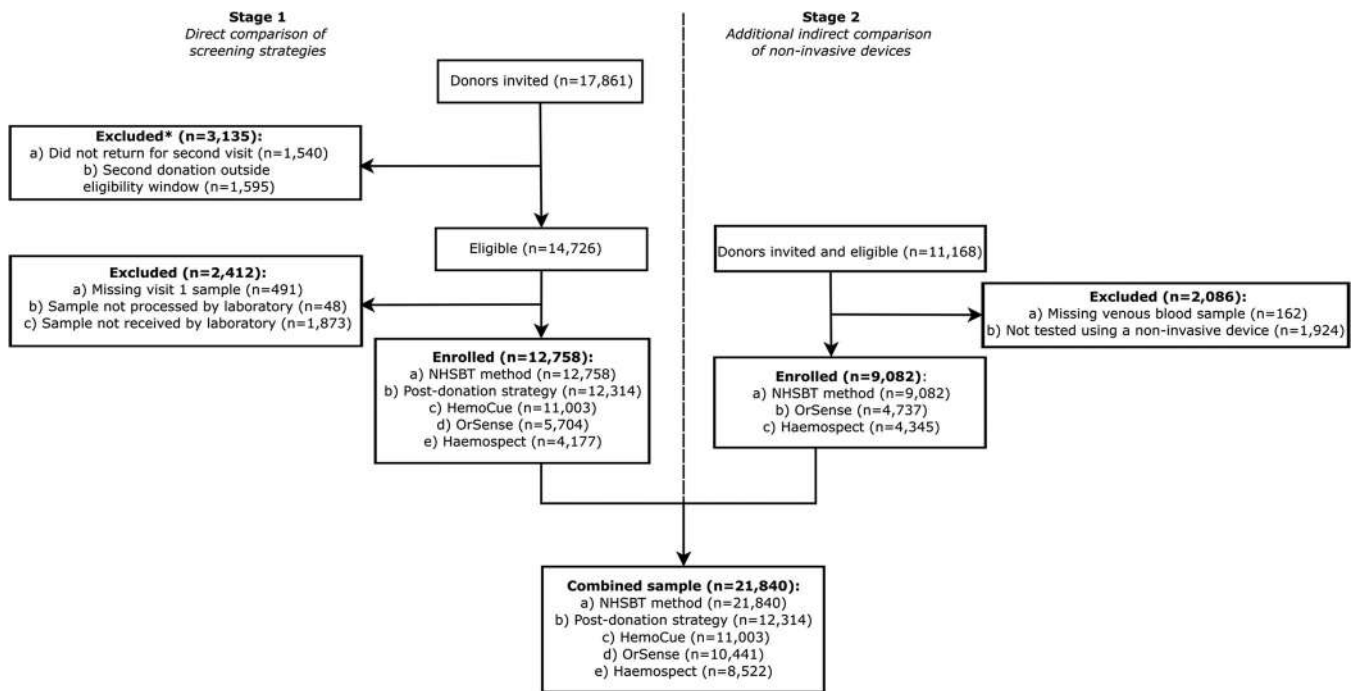 Stage 1
Direct comparison of
screening strategies
Donors invited (n=17,861)
Excluded* (n=3,135):
a) Did not return for second visit (n=1,540)
b) Second donation outside
eligibility window (n=1,595)
Eligible (n=14,726)
Excluded (n=2,412):
a) Missing visit 1 sample (n=491)
b) Sample not processed by laboratory (n=48)
c) Sample not received by laboratory (n=1,873)
Enrolled (n=12,758):
a) NHSBT method (n=12,758)
b) Post-donation strategy (n=12,314)
c) HemoCue (n=11,003)
d) OrSense (n=5,704)
e) Haemospect (n=4,177)
Stage 2
Additional indirect comparison
of non-invasive devices
Donors invited and eligible (n=11,168)
Excluded (n=2,086):
a) Missing venous blood sample (n=162)
b) Not tested using a non-invasive device (n=1,924)
Enrolled (n=9,082):
a) NHSBT method (n=9,082)
b) OrSense (n=4,737)
c) Haemospect (n=4,345)
Combined sample (n=21,840):
a) NHSBT method (n=21,840)
b) Post-donation strategy (n=12,314)
c) HemoCue (n=11,003)
d) OrSense (n=10,441)
e) Haemospect (n=8,522)